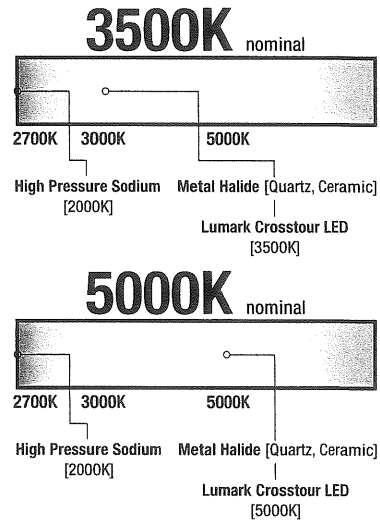 3500K nominal
2700K 3000K 5000K
High Pressure Sodium Metal Halide [Quartz, Ceramic]
[2000K]
Lumark Crosstour LED
[3500K]
5000K nominal
2700K 3000K 5000K
High Pressure Sodium Metal Halide [Quartz, Ceramic]
[2000K]
Lumark Crosstour LED
[5000K]